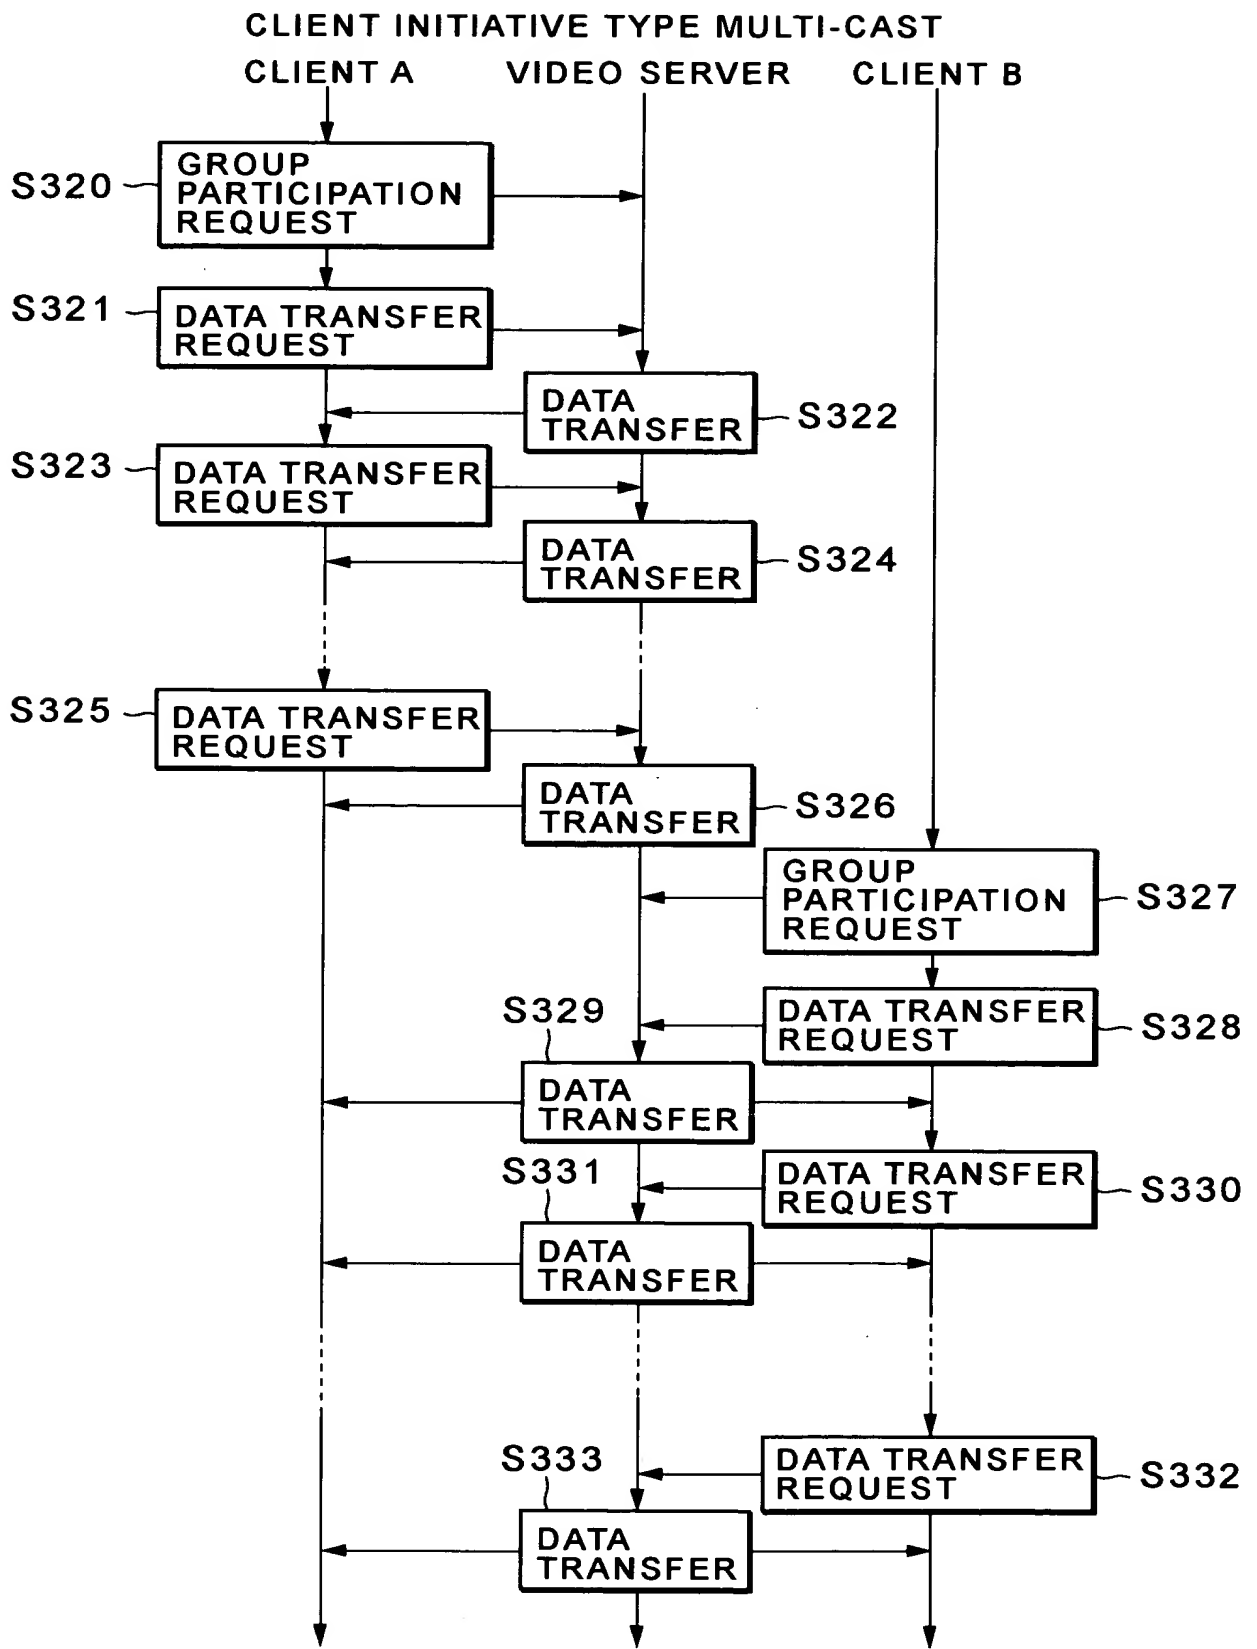 CLIENT INITIATIVE TYPE MULTI-CAST
CLIENT A VIDEO SERVER CLIENT B
S320
GROUP
PARTICIPATION
REQUEST
S321
DATA TRANSFER
REQUEST
DATA
TRANSFER
S322
S323
DATA TRANSFER
REQUEST
DATA
TRANSFER
S324
S325
DATA TRANSFER
REQUEST
DATA
TRANSFER
S326
GROUP
PARTICIPATION
REQUEST
S327
DATA TRANSFER
REQUEST
S328
S329
DATA
TRANSFER
DATA TRANSFER
REQUEST
S330
S331
DATA
TRANSFER
DATA TRANSFER
REQUEST
S332
S333
DATA
TRANSFER